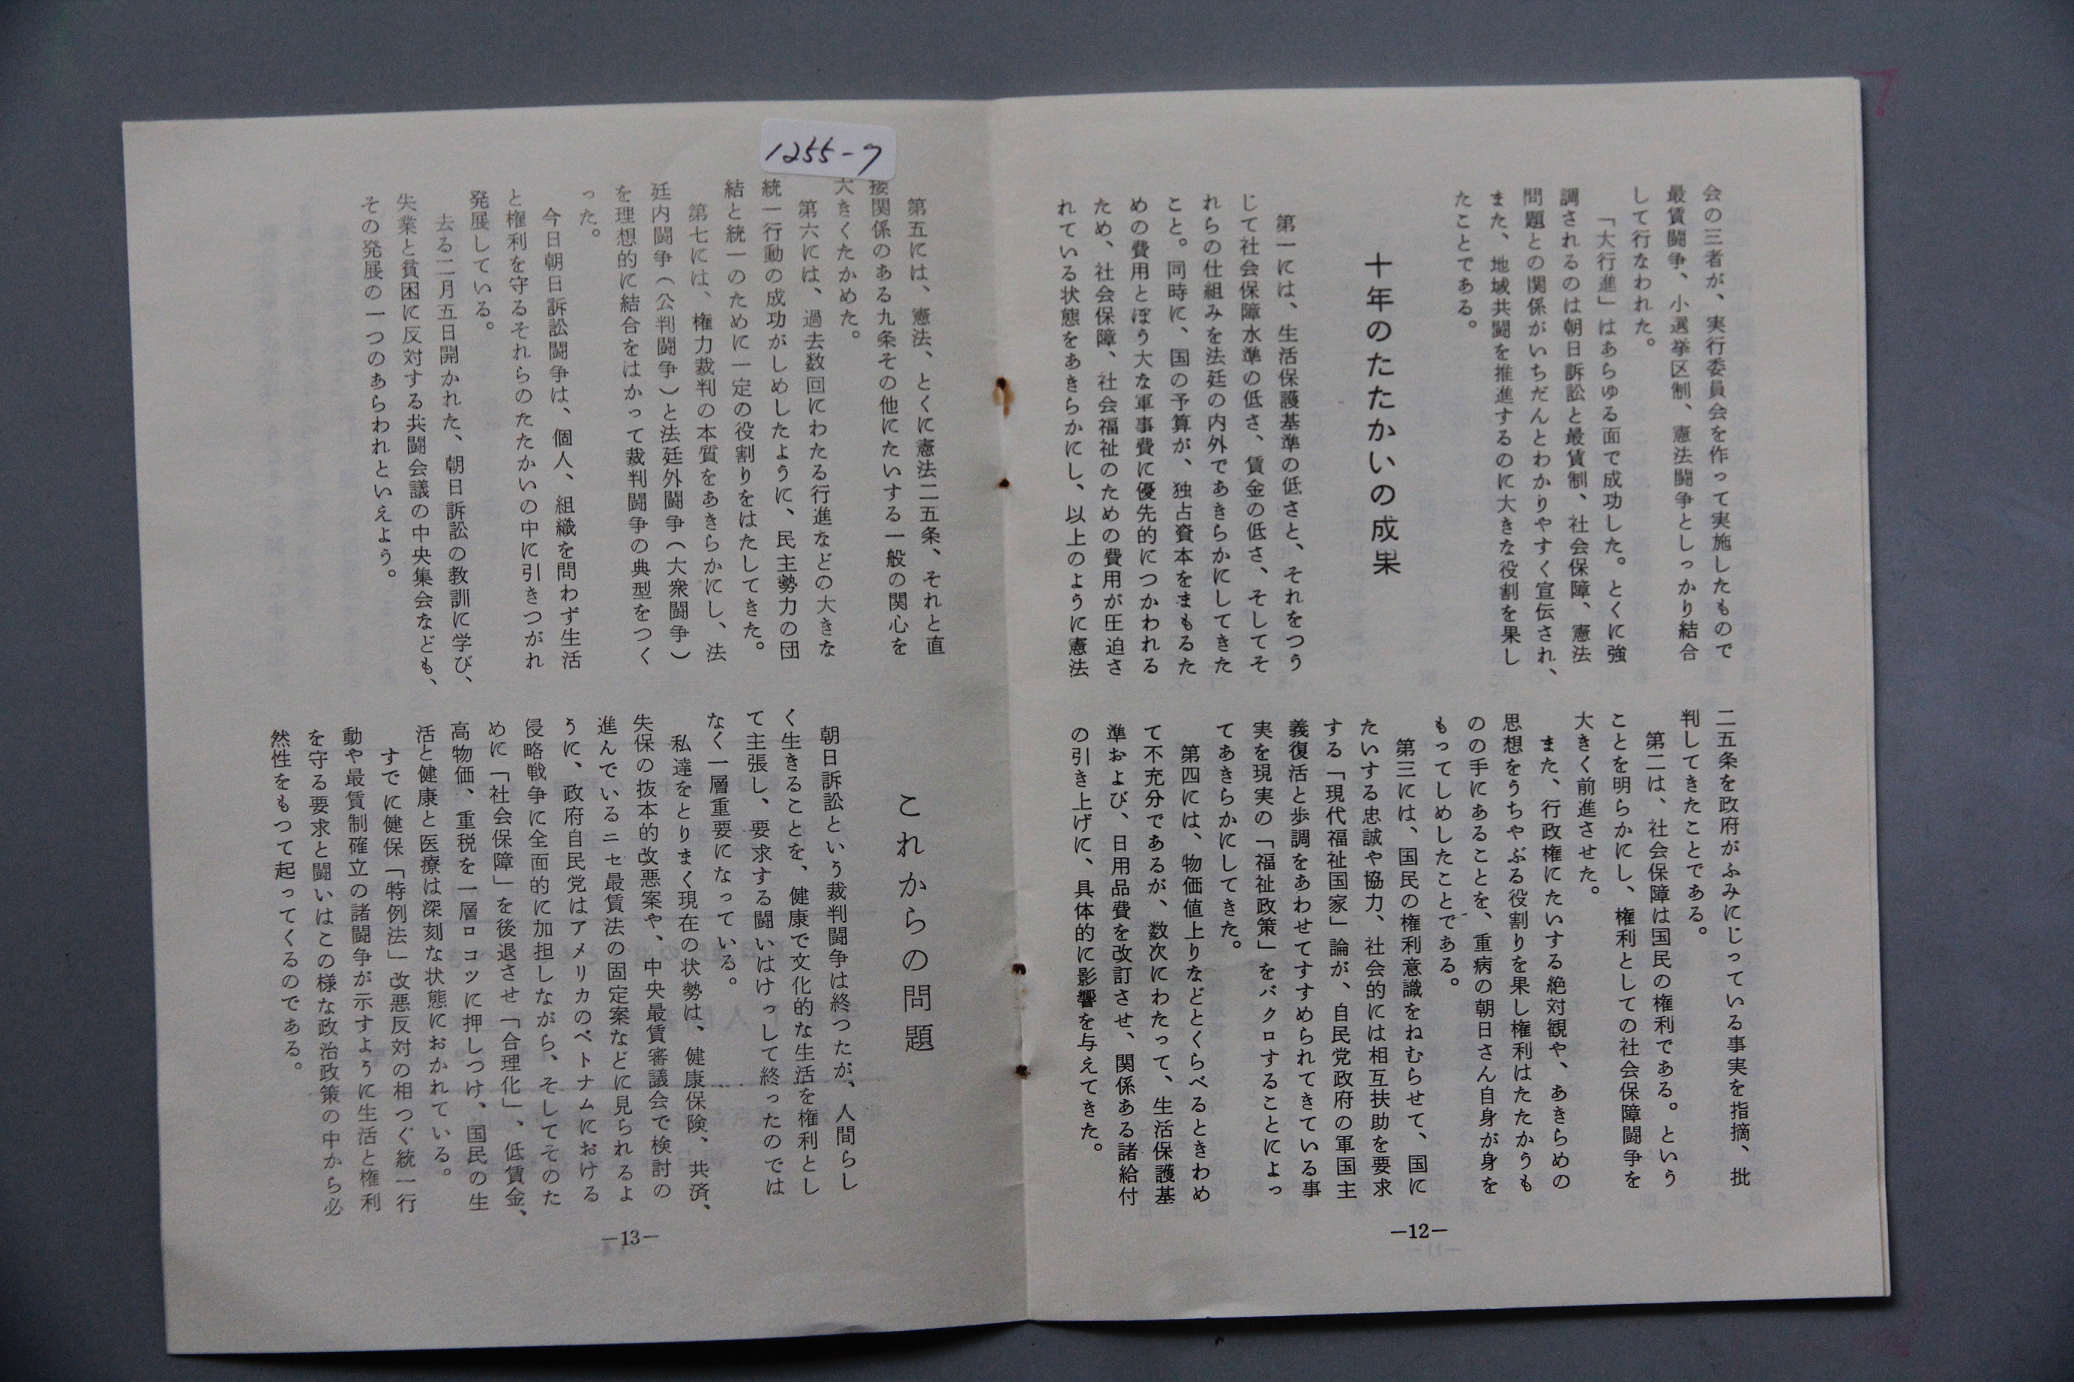 会の三者が、実行委員会を作って実施したもので
最賃闘争、小選挙区制、憲法闘争としっかり結合
して行なわれた。
「大行進」はあらゆる面で成功した。とくに強
調されるのは朝日訴訟と最賃制、社会保障、憲法
問題との関係がいちだんとわかりやすく宣伝され、
また、地域共闘を推進するのに大きな役割を果し
たことである。
十年のたたかいの成果
第一には、生活保護基準の低さと、それをつう
じて社会保障水準の低さ、賃金の低さ、そしてそ
れらの仕組みを法廷の内外であきらかにしてきた
こと。同時に、国の予算が、独占資本をまもるた
めの費用とぼう大な軍事費に優先的につかわれる
ため、社会保障、社会福祉のための費用が圧迫さ
れている状態をあきらかにし、以上のように憲法
二五条を政府がふみにじっている事実を指摘、批
判してきたことである。
第二は、社会保障は国民の権利である。という
ことを明らかにし、権利としての社会保障闘争を
大きく前進させた。
また、行政権にたいする絶対観や、あきらめの
思想をうちやぶる役割りを果し権利はたたかうも
のの手にあることを、重病の朝日さん自身が身を
もってしめしたことである。
第三には、国民の権利意識をねむらせて、国に
たいする忠誠や協力、社会的には相互扶助を要求
する「現代福祉国家」論が、自民党政府の軍国主
義復活と歩調をあわせてすすめられてきている事
実を現実の「福祉政策」をバクロすることによっ
てあきらかにしてきた。
第四には、物価値上りなどとくらべるときわめ
て不充分であるが、数次にわたって、生活保護基
準および、日用品費を改訂させ、関係ある諸給付
の引き上げに、具体的に影響を与えてきた。
—12—
1255-7
第五には、憲法、とくに憲法二五条、それと直
接関係のある九条その他にたいする一般の関心を
大きくたかめた。
第六には、過去数回にわたる行進などの大きな
統一行動の成功がしめしたように、民主勢力の団
結と統一のために一定の役割りをはたしてきた。
第七には、権力裁判の本質をあきらかにし、法
廷内闘争（公判闘争）と法廷外闘争（大衆闘争）
を理想的に結合をはかって裁判闘争の典型をつく
った。
今日朝日訴訟闘争は、個人、組織を問わず生活
と権利を守るそれらのたたかいの中に引きつがれ
発展している。
去る二月五日開かれた、朝日訴訟の教訓に学び、
失業と貧困に反対する共闘会議の中央集会なども、
その発展の一つのあらわれといえよう。
これからの問題
朝日訴訟という裁判闘争は終つたが、人間らし
く生きることを、健康で文化的な生活を権利とし
て主張し、要求する闘いはけっして終ったのでは
なく一層重要になっている。
私達をとりまく現在の状勢は、健康保険、共済、
失保の抜本的改悪案や、中央最賃審議会で検討の
進んでいるニセ最賃法の固定案などに見られるよ
うに、政府自民党はアメリカのベトナムにおける
侵略戦争に全面的に加担しながら、そしてそのた
めに「社会保障」を後退させ「合理化」、低賃金、
高物価、重税を一層ロコツに押しつけ、国民の生
活と健康と医療は深刻な状態におかれている。
すでに健保「特例法」改悪反対の相つぐ統一行
動や最賃制確立の諸闘争が示すように生活と権利
を守る要求と闘いはこの様な政治政策の中から必
然性をもつて起ってくるのである。
—13—